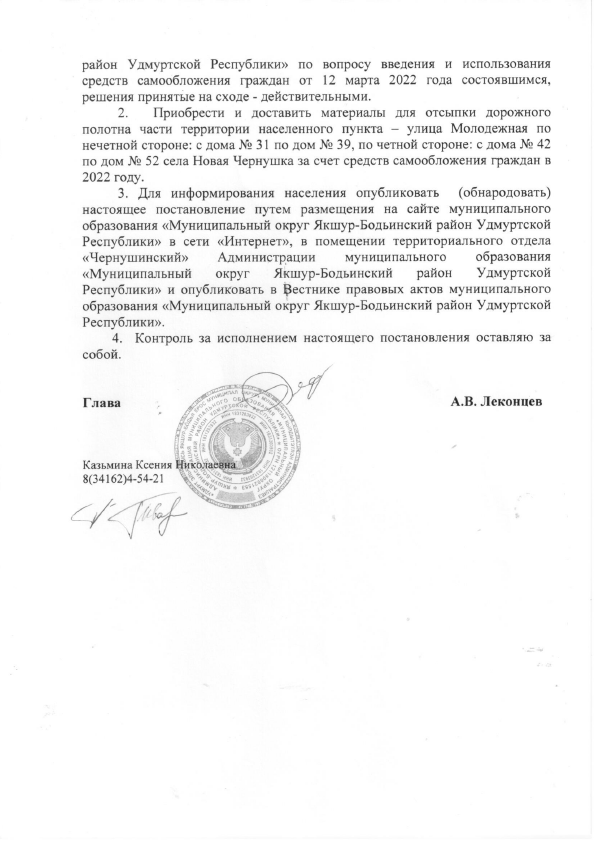 район Удмуртской Республики» по вопросу введения и использования
средств самообложения граждан от 12 марта 2022 года состоявшимся,
решения принятые на сходе - действительными.
2. Приобрести и доставить материалы для отсыпки дорожного
полотна части территории населенного пункта – улица Молодежная по
нечетной стороне: с дома № 31 по дом № 39, по четной стороне: с дома № 42
по дом № 52 села Новая Чернушка за счет средств самообложения граждан в
2022 году.
3. Для информирования населения опубликовать (обнародовать)
настоящее постановление путем размещения на сайте муниципального
образования «Муниципальный округ Якшур-Бодьинский район Удмуртской
Республики» в сети «Интернет», в помещении территориального отдела
«Чернушинский» Администрации муниципального образования
«Муниципальный округ Якшур-Бодьинский район Удмуртской
Республики» и опубликовать в Вестнике правовых актов муниципального
образования «Муниципальный округ Якшур-Бодьинский район Удмуртской
Республики».
4. Контроль за исполнением настоящего постановления оставляю за
собой.
Глава А.В. Леконцев
Казьмина Ксения Николаевна
8(34162)4-54-21